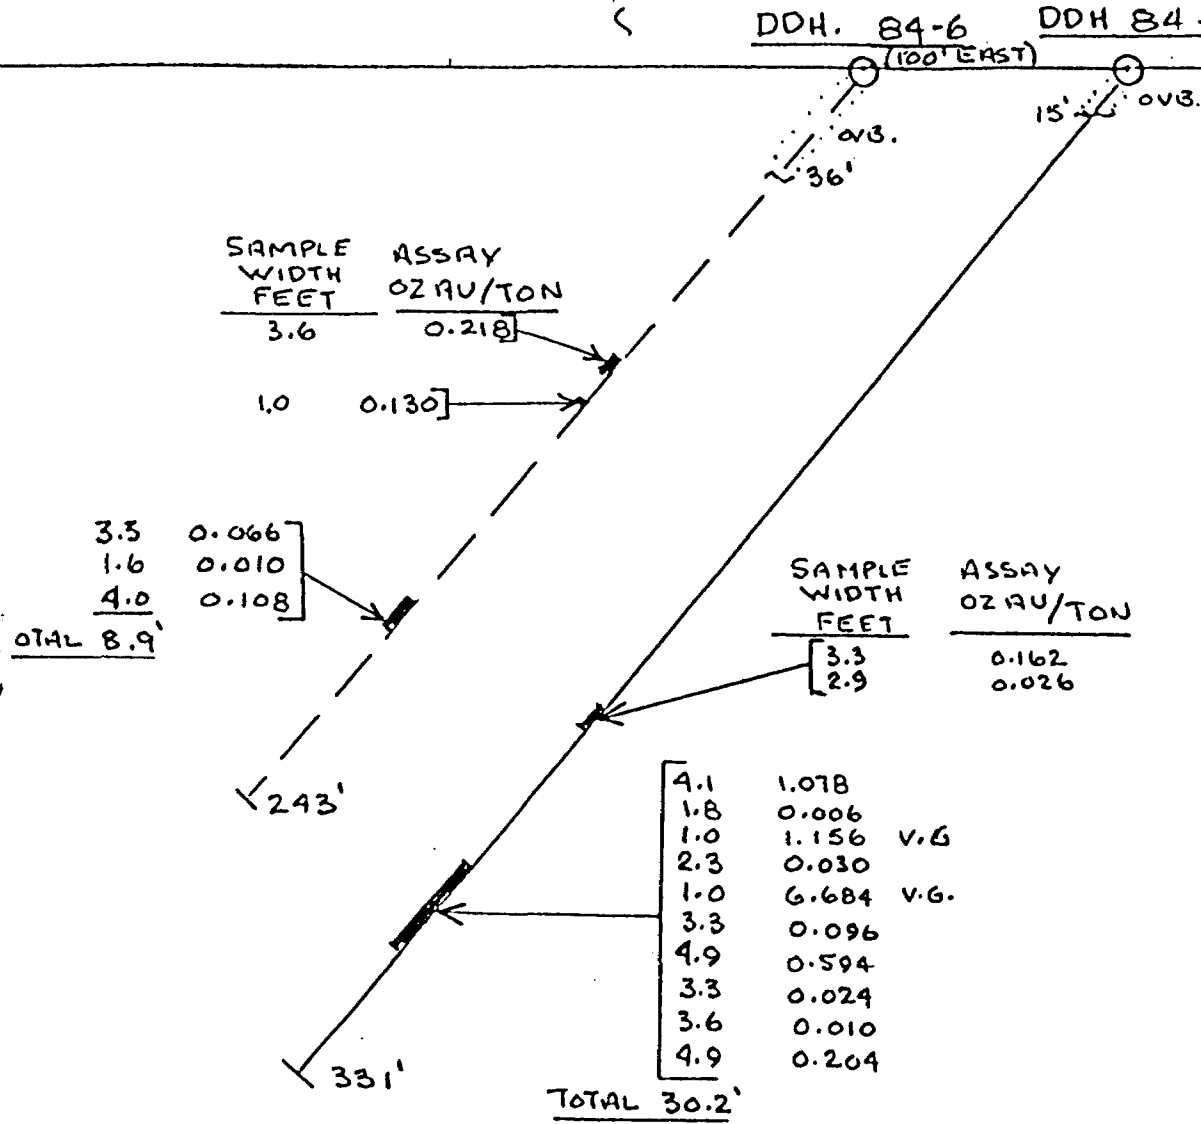 DDH. 84-6 DDH 84-
(100' EAST)
15' OVB.
OVB.
36'
SAMPLE WIDTH FEET
ASSAY OZ AU/TON
3.6 0.218
1.0 0.130
3.5 0.066
1.6 0.010
4.0 0.108
OTAL 8.9'
SAMPLE WIDTH FEET
ASSAY OZ AU/TON
3.3 0.162
2.9 0.026
243'
4.1 1.078
1.8 0.006
1.0 1.156 V.G
2.3 0.030
1.0 6.684 V.G.
3.3 0.096
4.9 0.594
3.3 0.024
3.6 0.010
4.9 0.204
331'
TOTAL 30.2'